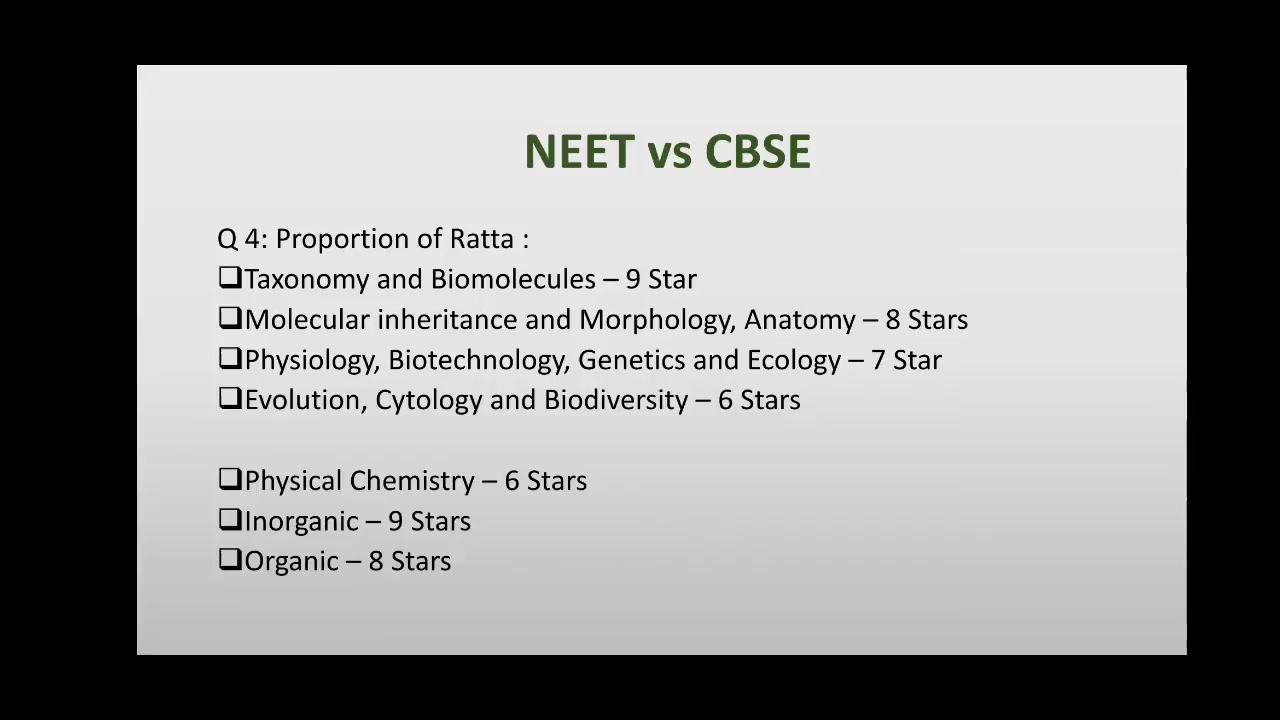 NEET vs CBSE
Q 4: Proportion of Ratta :
❑Taxonomy and Biomolecules – 9 Star
❑Molecular inheritance and Morphology, Anatomy – 8 Stars
❑Physiology, Biotechnology, Genetics and Ecology – 7 Star
❑Evolution, Cytology and Biodiversity – 6 Stars
❑Physical Chemistry – 6 Stars
❑Inorganic – 9 Stars
❑Organic – 8 Stars